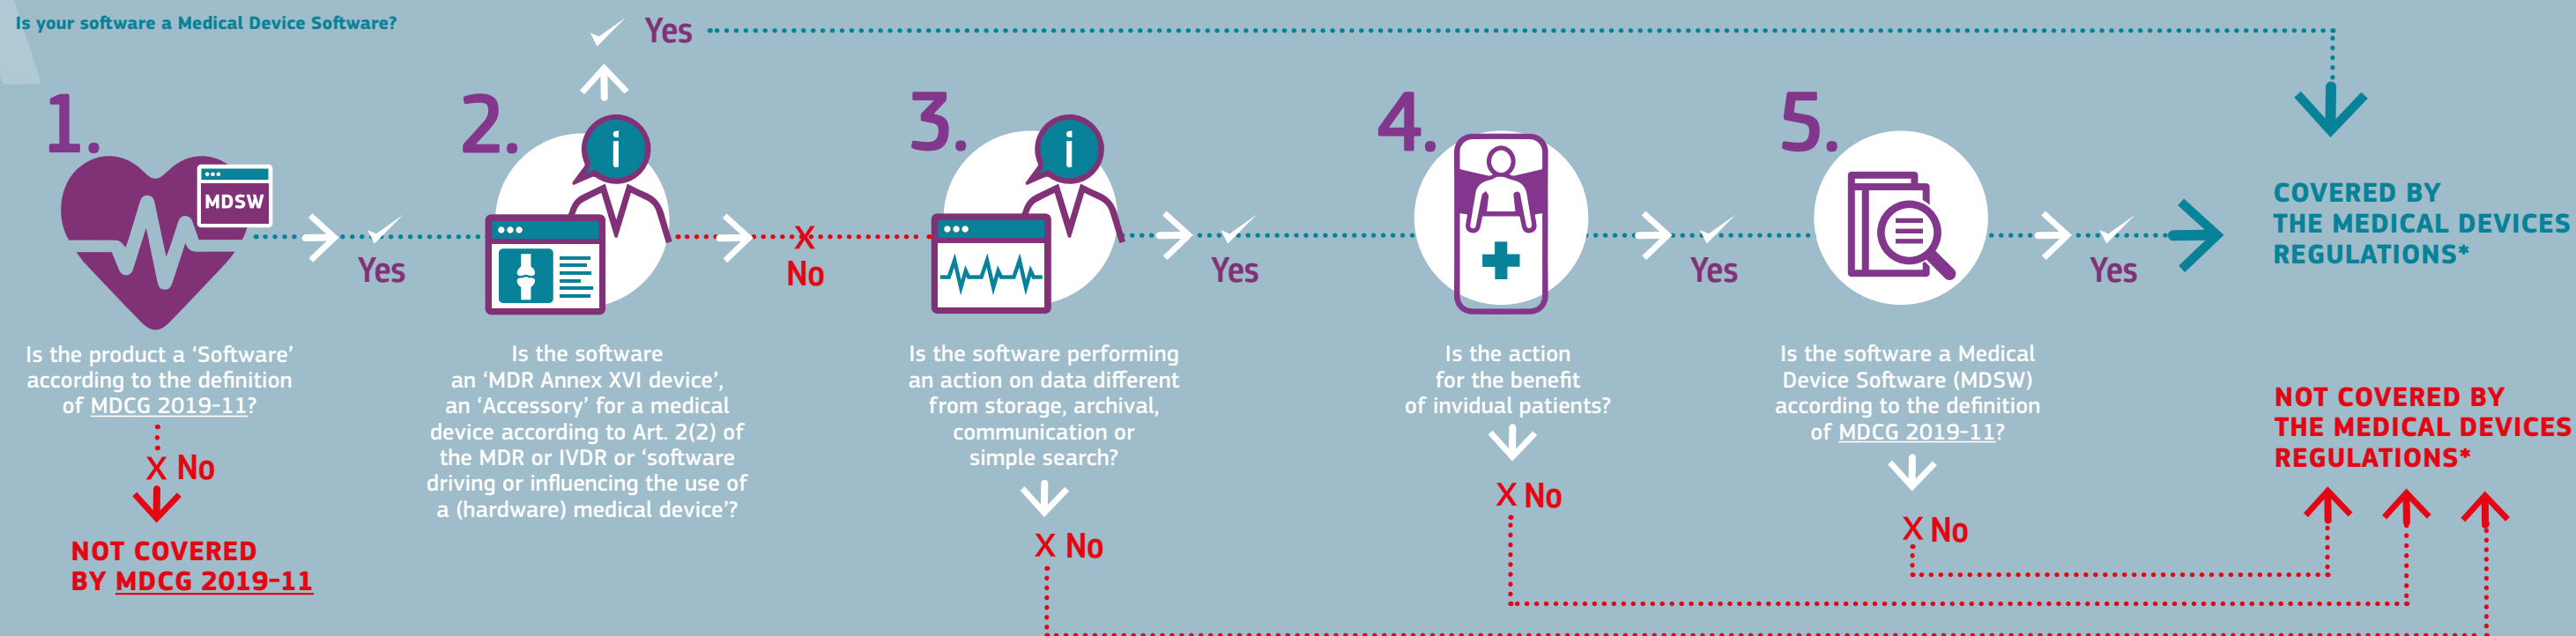 Is your software a Medical Device Software?
Yes
1.
MDSW
Yes
Is the product a ‘Software’
according to the definition
of MDCG 2019-11?
X No
NOT COVERED
BY MDCG 2019-11
2.
i
X
No
Is the software
an ‘MDR Annex XVI device’,
an ‘Accessory’ for a medical
device according to Art. 2(2) of
the MDR or IVDR or ‘software
driving or influencing the use of
a (hardware) medical device’?
3.
i
Yes
Is the software performing
an action on data different
from storage, archival,
communication or
simple search?
X No
4.
Yes
Is the action
for the benefit
of invidual patients?
X No
5.
Yes
Is the software a Medical
Device Software (MDSW)
according to the definition
of MDCG 2019-11?
X No
COVERED BY
THE MEDICAL DEVICES
REGULATIONS*
NOT COVERED BY
THE MEDICAL DEVICES
REGULATIONS*